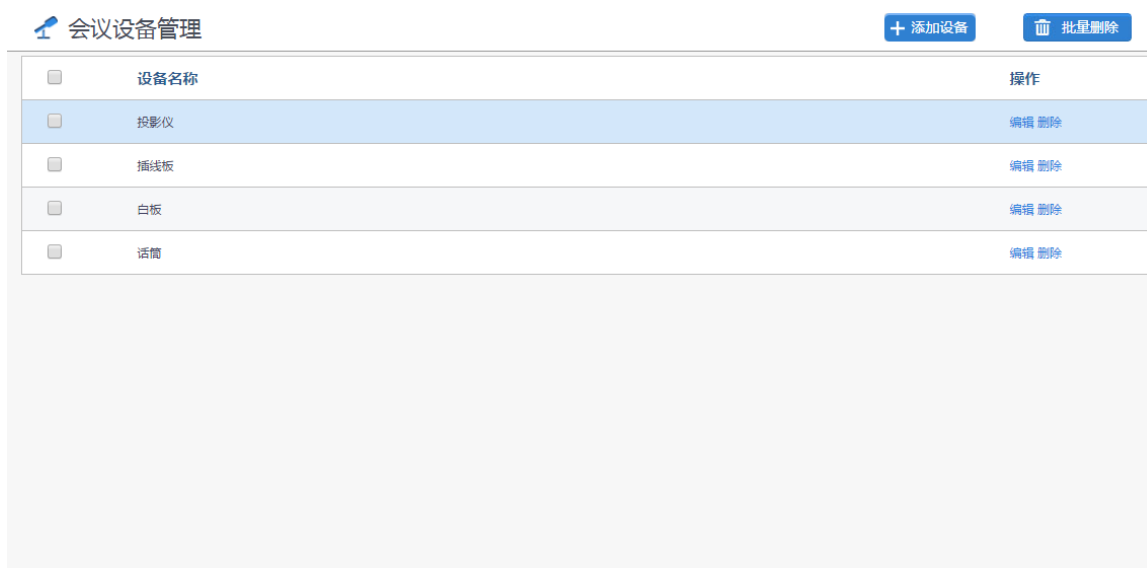 会议设备管理 添加设备 批量删除
设备名称 操作
投影仪 编辑 删除
插线板 编辑 删除
白板 编辑 删除
话筒 编辑 删除